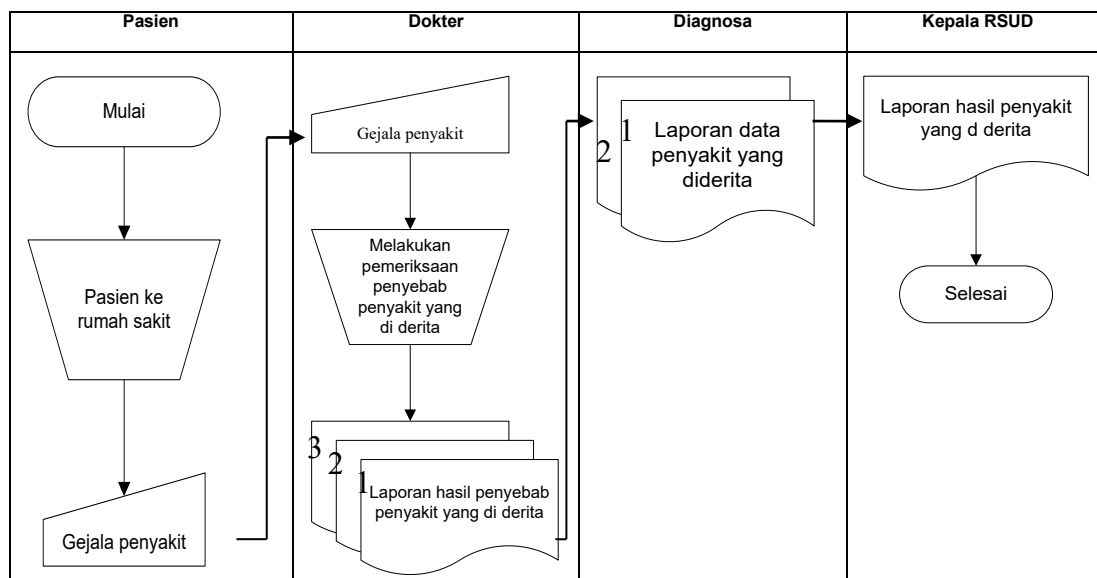 Pasien
Dokter
Diagnosa
Kepala RSUD
Mulai
Pasien ke
rumah sakit
Gejala penyakit
Gejala penyakit
Melakukan
pemeriksaan
penyebab
penyakit yang
di derita
3
2
1
Laporan hasil penyebab
penyakit yang di derita
2
1
Laporan data
penyakit yang
diderita
Laporan hasil penyakit
yang d derita
Selesai